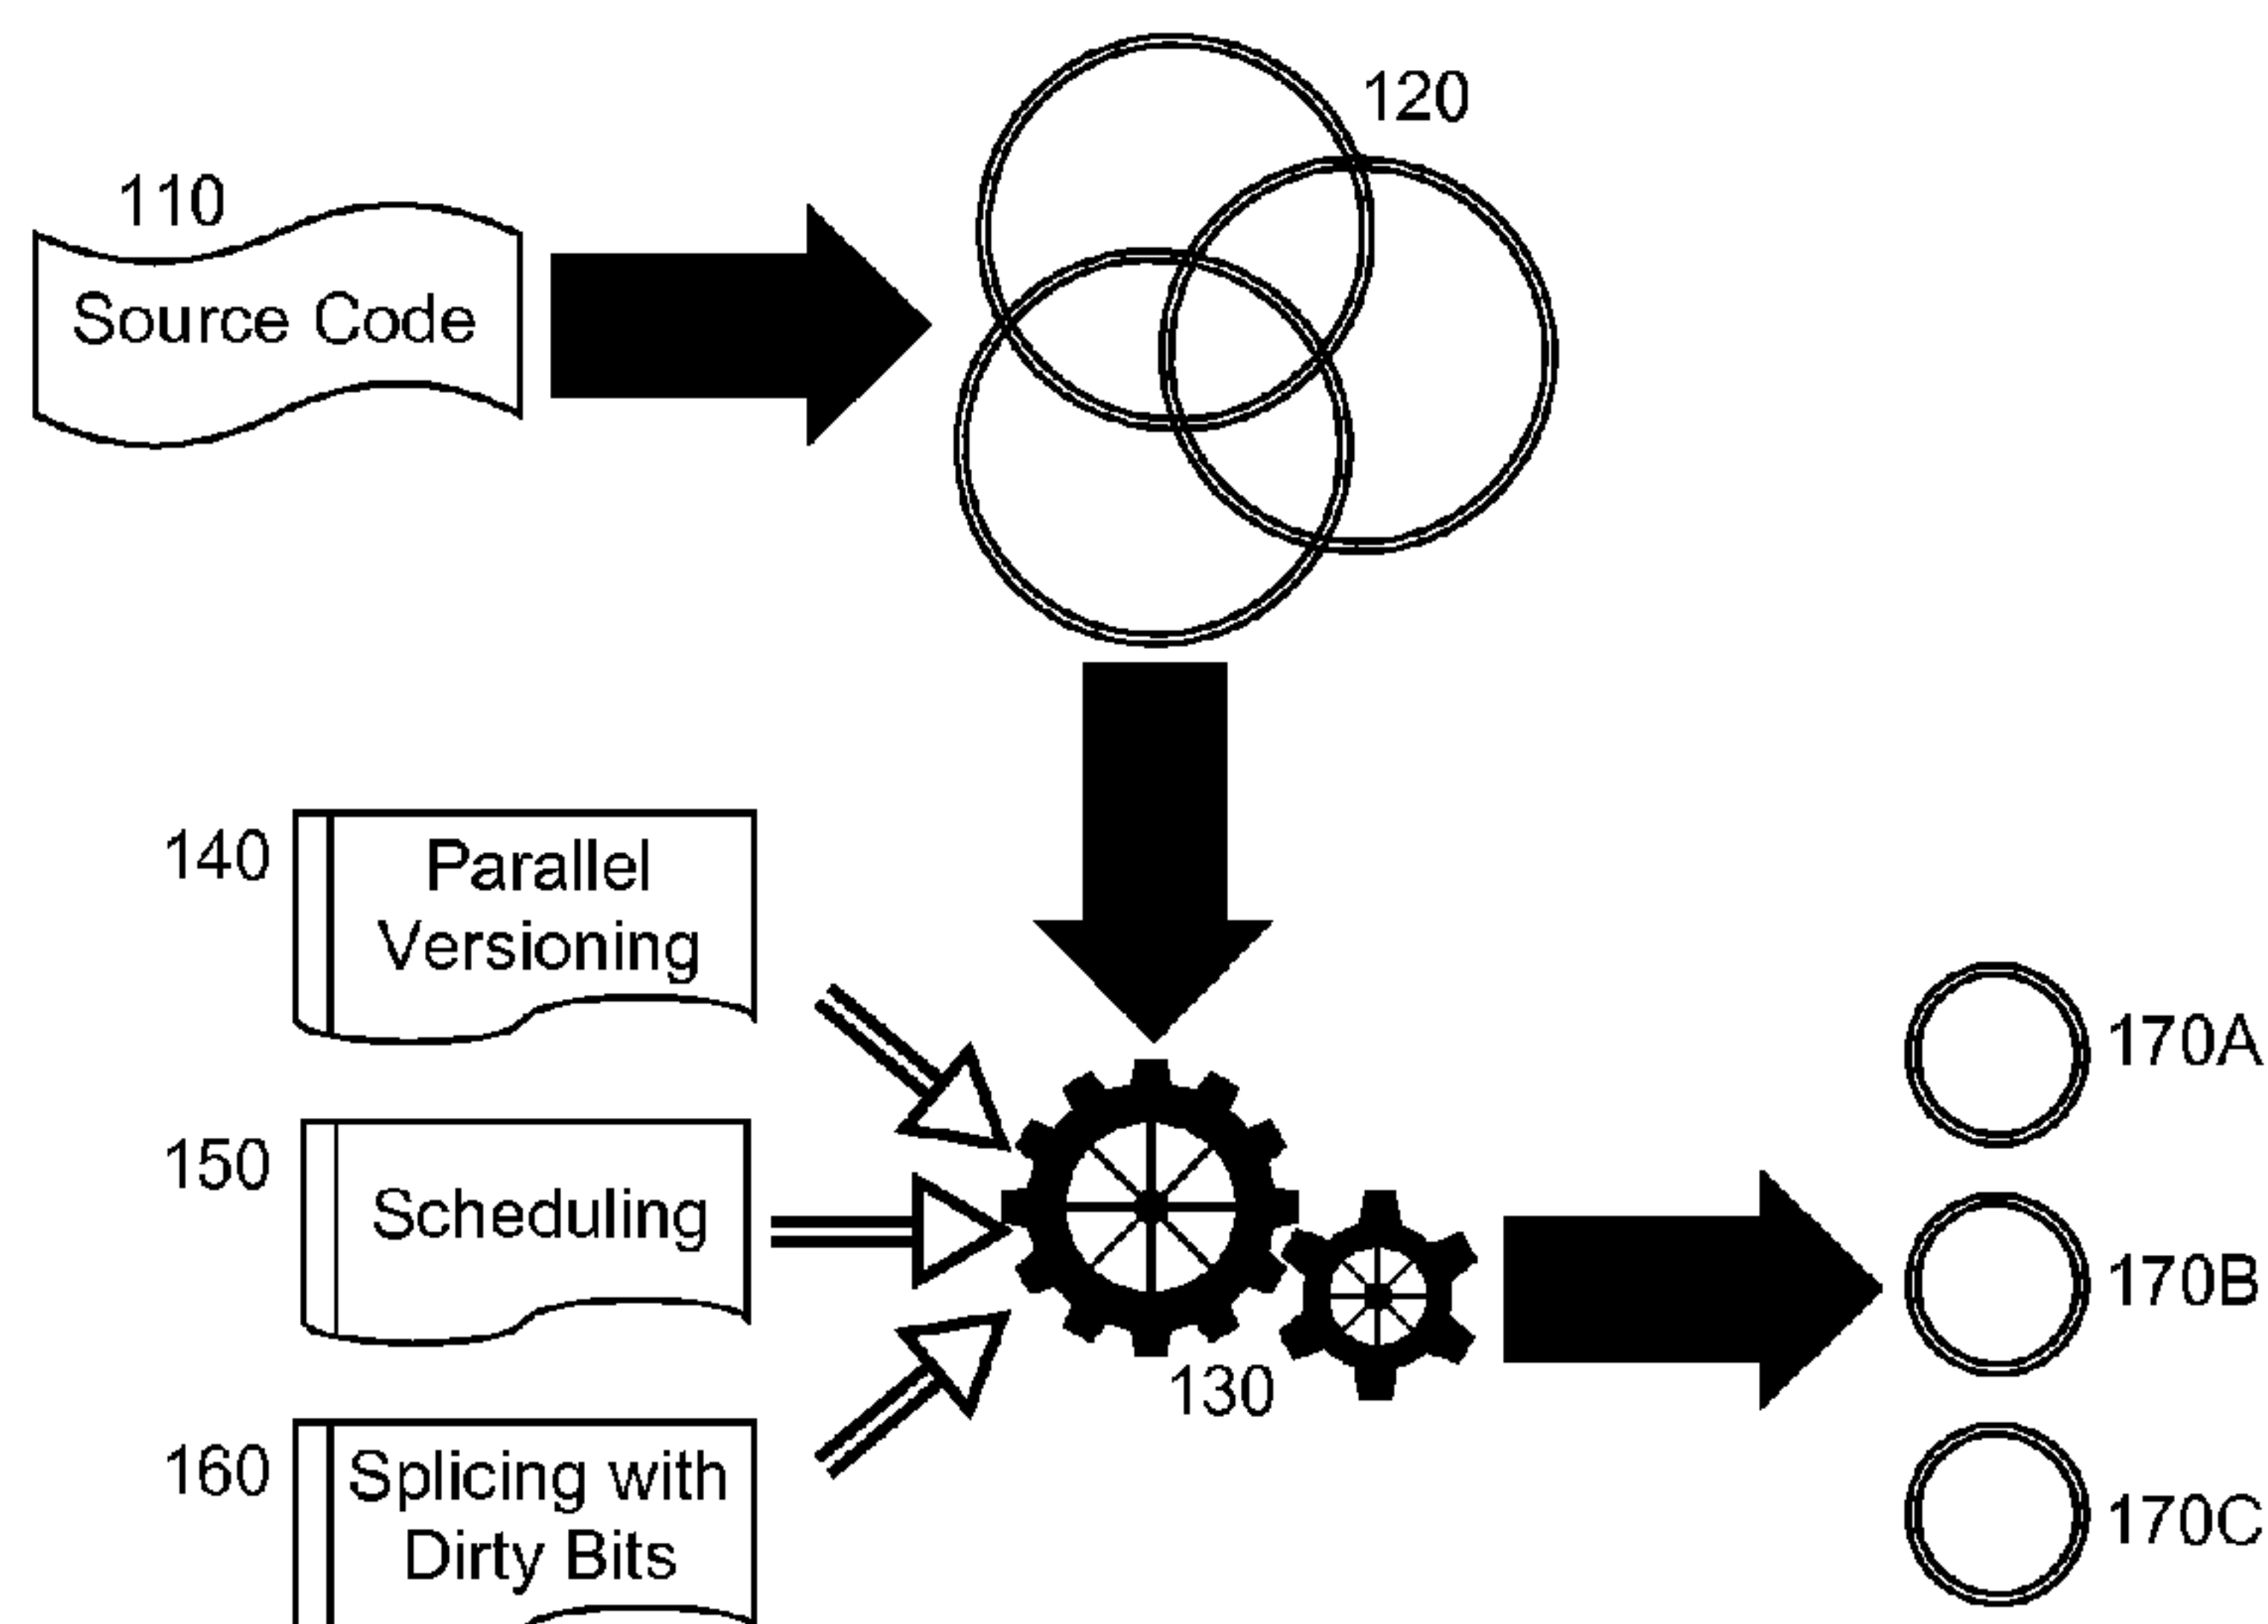 120
110
Source Code
140
Parallel
Versioning
170A
150
Scheduling
170B
130
160
Splicing with
Dirty Bits
170C